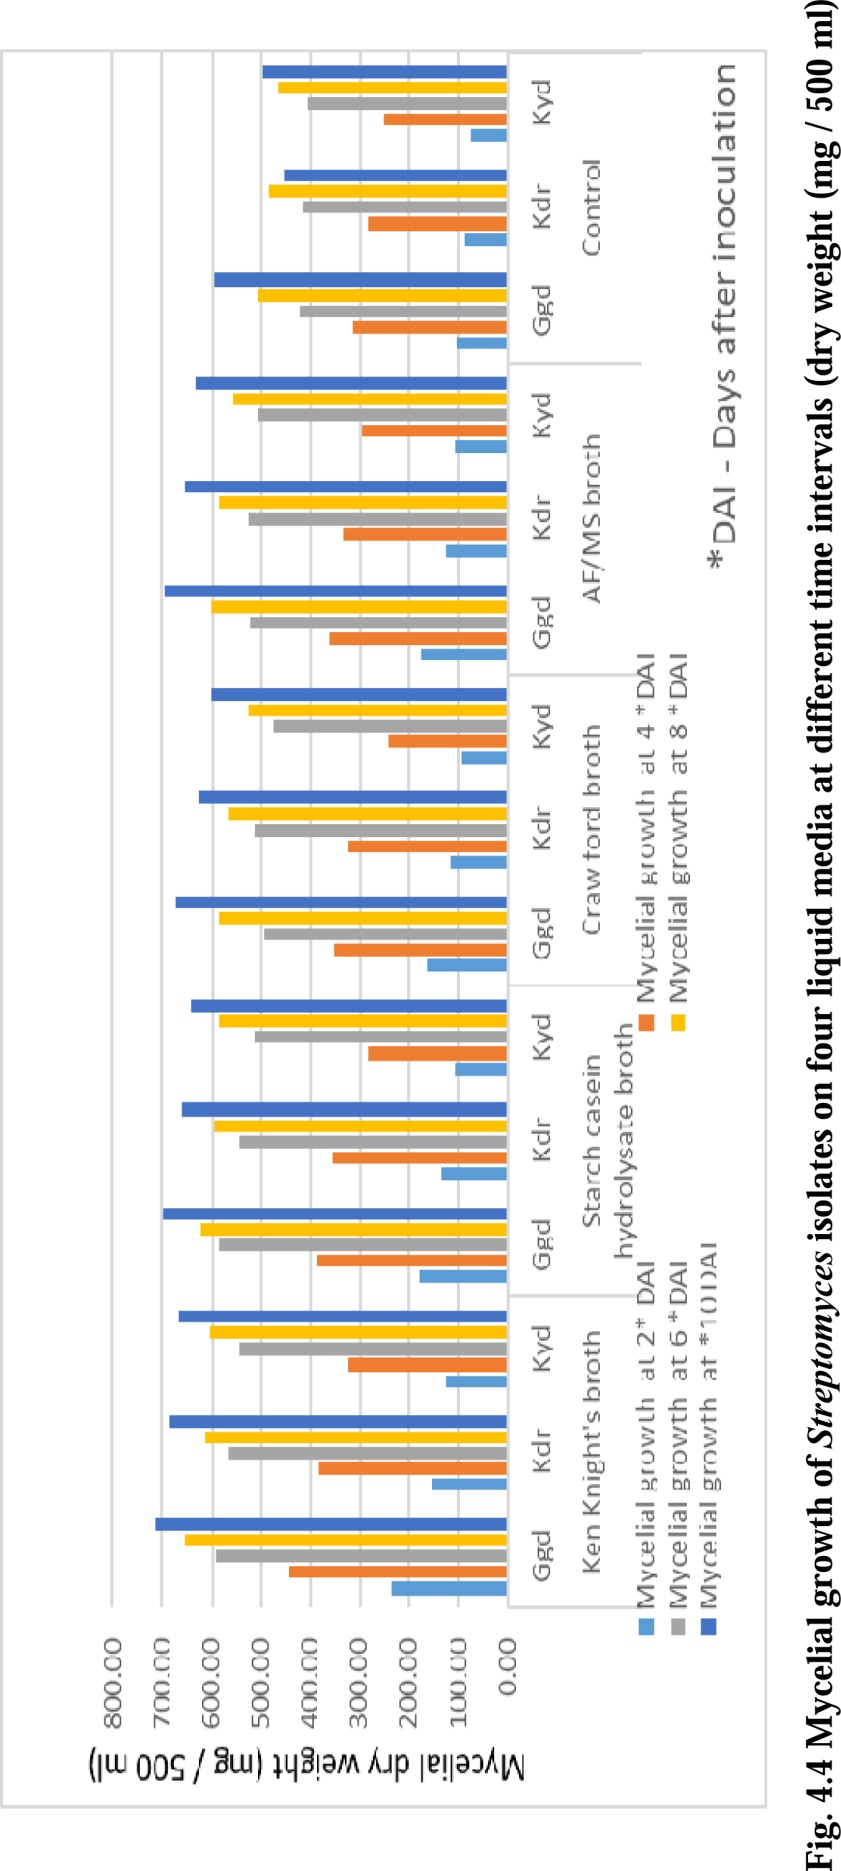 Mycelial dry weight (mg / 500 ml)
800.00
700.00
600.00
500.00
400.00
300.00
200.00
100.00
0.00
Ggd Kdr Kyd Ggd Kdr Kyd Ggd Kdr Kyd Ggd Kdr Kyd Ggd Kdr Kyd
Ken Knight's broth Starch casein Craw ford broth AF/MS broth Control
hydrolysate broth
Mycelial growth at 2* DAI Mycelial growth at 4 *DAI
Mycelial growth at 6 *DAI Mycelial growth at 8 *DAI
Mycelial growth at *10DAI
*DAI – Days after inoculation
Fig. 4.4 Mycelial growth of Streptomyces isolates on four liquid media at different time intervals (dry weight (mg / 500 ml)